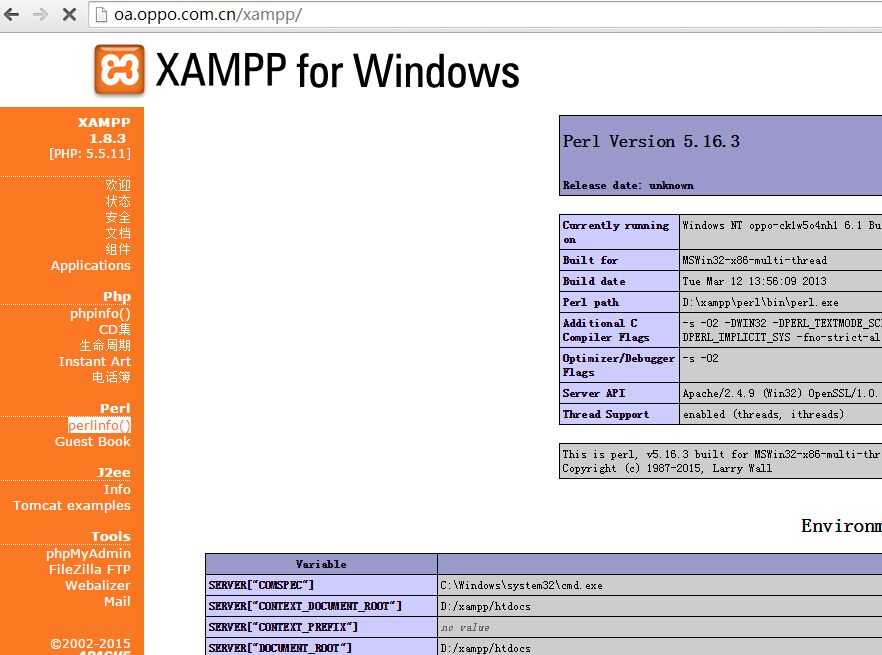 oa.oppo.com.cn/xampp/
XAMPP for Windows
XAMPP
1.8.3
[PHP: 5.5.11]
欢迎
状态
安全
文档
组件
Applications
Php
phpinfo()
CD集
生命周期
Instant Art
电话簿
Perl
perlinfo()
Guest Book
J2ee
Info
Tomcat examples
Tools
phpMyAdmin
FileZilla FTP
Webalizer
Mail
©2002-2015
APACHE
Perl Version 5.16.3
Release date: unknown
Currently running on Windows NT oppo-ck1w5o4nh1 6.1 Bu
Built for MSWin32-x86-multi-thread
Build date Tue Mar 12 13:56:09 2013
Perl path D:\xampp\perl\bin\perl.exe
Additional C -s -O2 -DWIN32 -DPERL_TEXTMODE_SC
Compiler Flags DPERL_IMPLICIT_SYS -fno-strict-al
Optimizer/Debugger -s -O2
Flags
Server API Apache/2.4.9 (Win32) OpenSSL/1.0.
Thread Support enabled (threads, ithreads)
This is perl, v5.16.3 built for MSWin32-x86-multi-thr
Copyright (c) 1987-2015, Larry Wall
Environm
Variable
SERVER["COMSPEC"] C:\Windows\system32\cmd.exe
SERVER["CONTEXT_DOCUMENT_ROOT"] D:/xampp/htdocs
SERVER["CONTEXT_PREFIX"] no value
SERVER["DOCUMENT_ROOT"] D:/xampp/htdocs